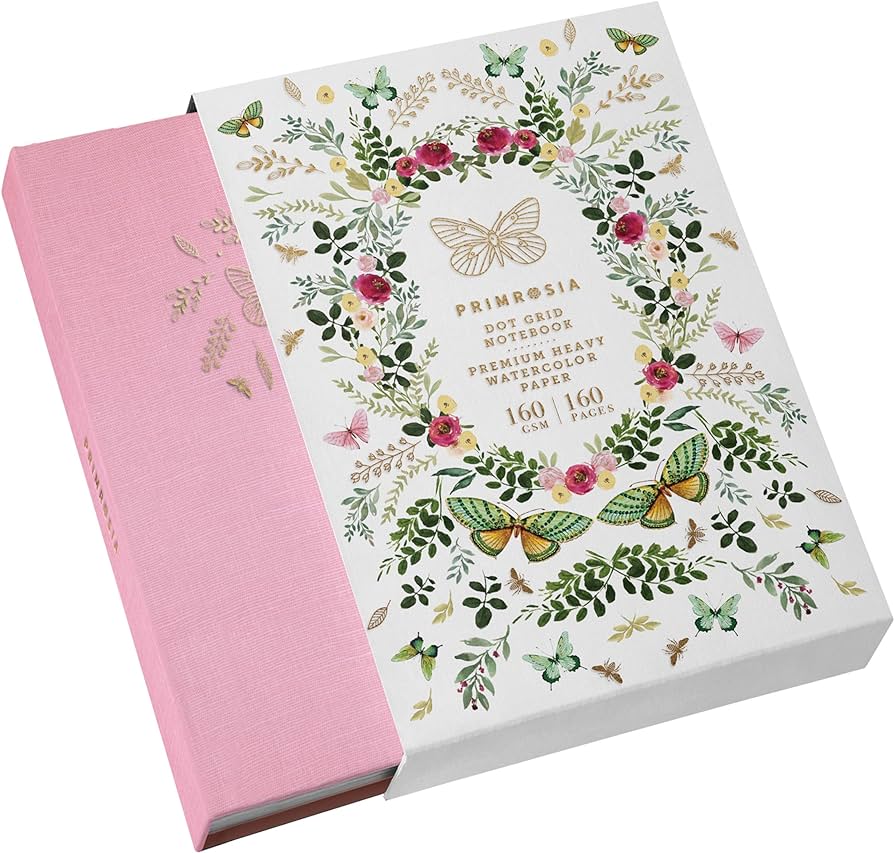 PRIMROSIA
DOT GRID
NOTEBOOK
PREMIUM HEAVY
WATERCOLOR
PAPER
160 | 160
GSM | PAGES
PRIMROSIA